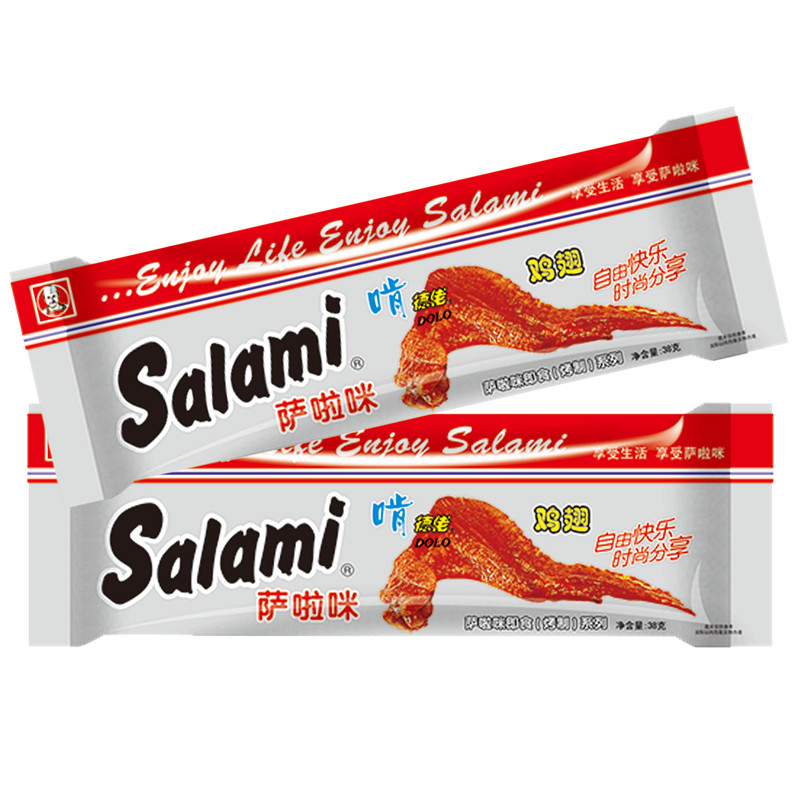 ...Enjoy Life Enjoy Salami
享受生活 享受萨啦咪
Salami®
萨啦咪
啃
德佬
DOLO
鸡翅
自由快乐
时尚分享
萨啦咪即食(烤制)系列 净含量:38克
Life Enjoy Salami
享受生活 享受萨啦咪
Salami®
萨啦咪
啃
德佬
DOLO
鸡翅
自由快乐
时尚分享
萨啦咪即食(烤制)系列 净含量:38克